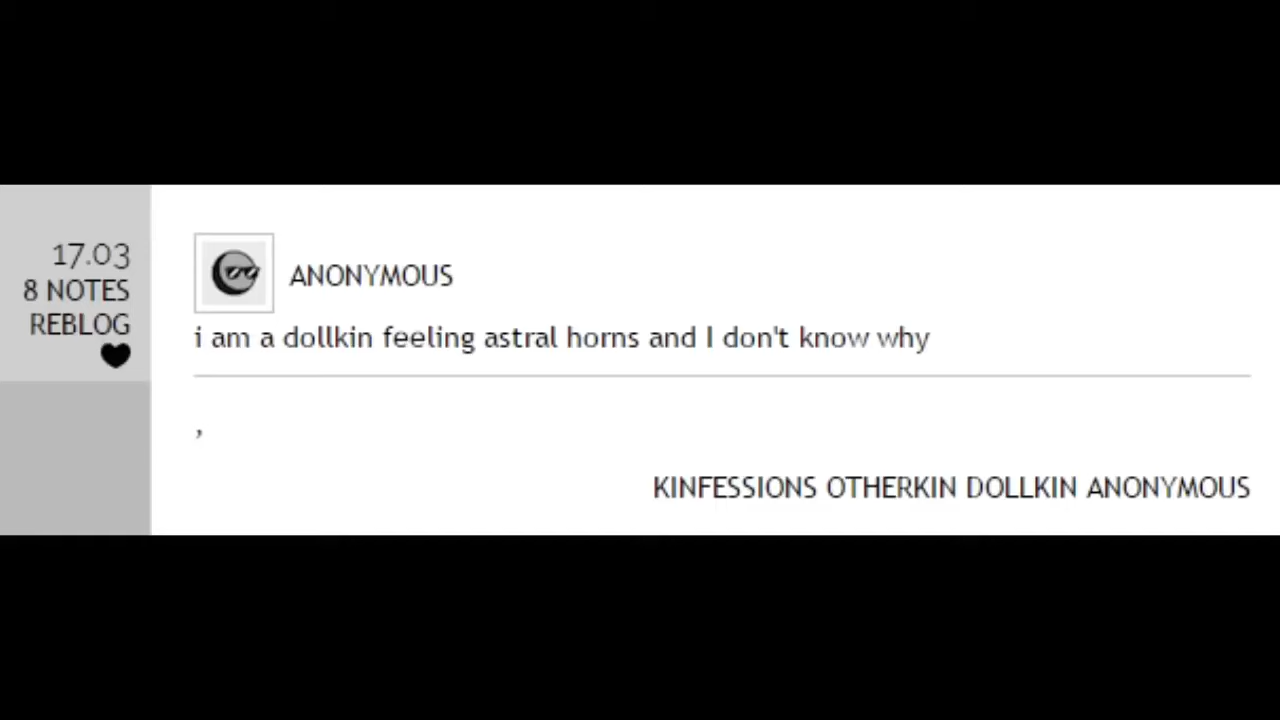 17.03
8 NOTES
REBLOG
ANONYMOUS
i am a dollkin feeling astral horns and I don't know why
,
KINFESSIONS OTHERKIN DOLLKIN ANONYMOUS